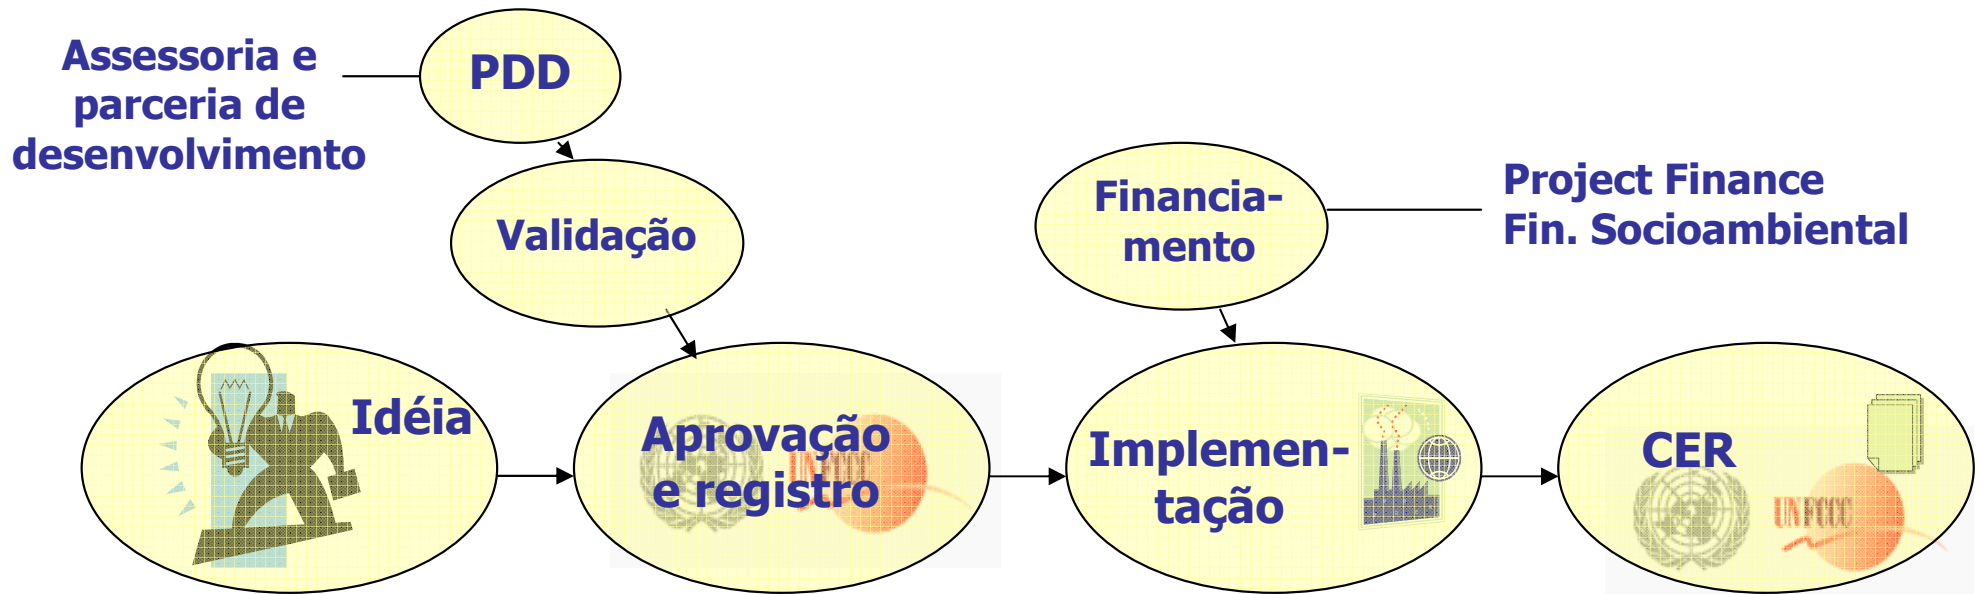 Assessoria e
parceria de
desenvolvimento
PDD
Validação
Financia-
mento
Project Finance
Fin. Socioambiental
Idéia
Aprovação
e registro
UNFCCC
Implemen-
tação
CER
UNFCCC